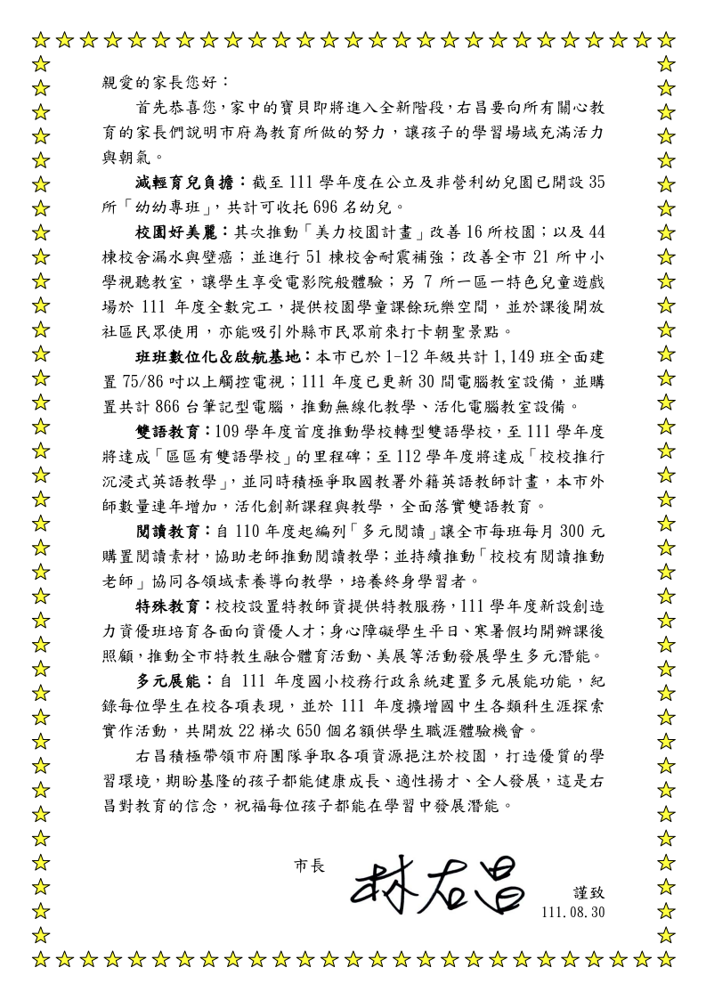 親愛的家長您好：
首先恭喜您，家中的寶貝即將進入全新階段，右昌要向所有關心教
育的家長們說明市府為教育所做的努力，讓孩子的學習場域充滿活力
與朝氣。
減輕育兒負擔：截至 111 學年度在公立及非營利幼兒園已開設 35
所「幼幼專班」，共計可收托 696 名幼兒。
校園好美麗：其次推動「美力校園計畫」改善 16 所校園；以及 44
棟校舍漏水與壁癌；並進行 51 棟校舍耐震補強；改善全市 21 所中小
學視聽教室，讓學生享受電影院般體驗；另 7 所一區一特色兒童遊戲
場於 111 年度全數完工，提供校園學童課餘玩樂空間，並於課後開放
社區民眾使用，亦能吸引外縣市民眾前來打卡朝聖景點。
班班數位化＆啟航基地：本市已於 1-12 年級共計 1,149 班全面建
置 75/86 吋以上觸控電視；111 年度已更新 30 間電腦教室設備，並購
置共計 866 台筆記型電腦，推動無線化教學、活化電腦教室設備。
雙語教育：109 學年度首度推動學校轉型雙語學校，至 111 學年度
將達成「區區有雙語學校」的里程碑；至 112 學年度將達成「校校推行
沉浸式英語教學」，並同時積極爭取國教署外籍英語教師計畫，本市外
師數量連年增加，活化創新課程與教學，全面落實雙語教育。
閱讀教育：自 110 年度起編列「多元閱讀」讓全市每班每月 300 元
購置閱讀素材，協助老師推動閱讀教學；並持續推動「校校有閱讀推動
老師」協同各領域素養導向教學，培養終身學習者。
特殊教育：校校設置特教師資提供特教服務，111 學年度新設創造
力資優班培育各面向資優人才；身心障礙學生平日、寒暑假均開辦課後
照顧，推動全市特教生融合體育活動、美展等活動發展學生多元潛能。
多元展能：自 111 年度國小校務行政系統建置多元展能功能，紀
錄每位學生在校各項表現，並於 111 年度擴增國中生各類科生涯探索
實作活動，共開放 22 梯次 650 個名額供學生職涯體驗機會。
右昌積極帶領市府團隊爭取各項資源挹注於校園，打造優質的學
習環境，期盼基隆的孩子都能健康成長、適性揚才、全人發展，這是右
昌對教育的信念，祝福每位孩子都能在學習中發展潛能。
市長 林右昌
謹致
111.08.30